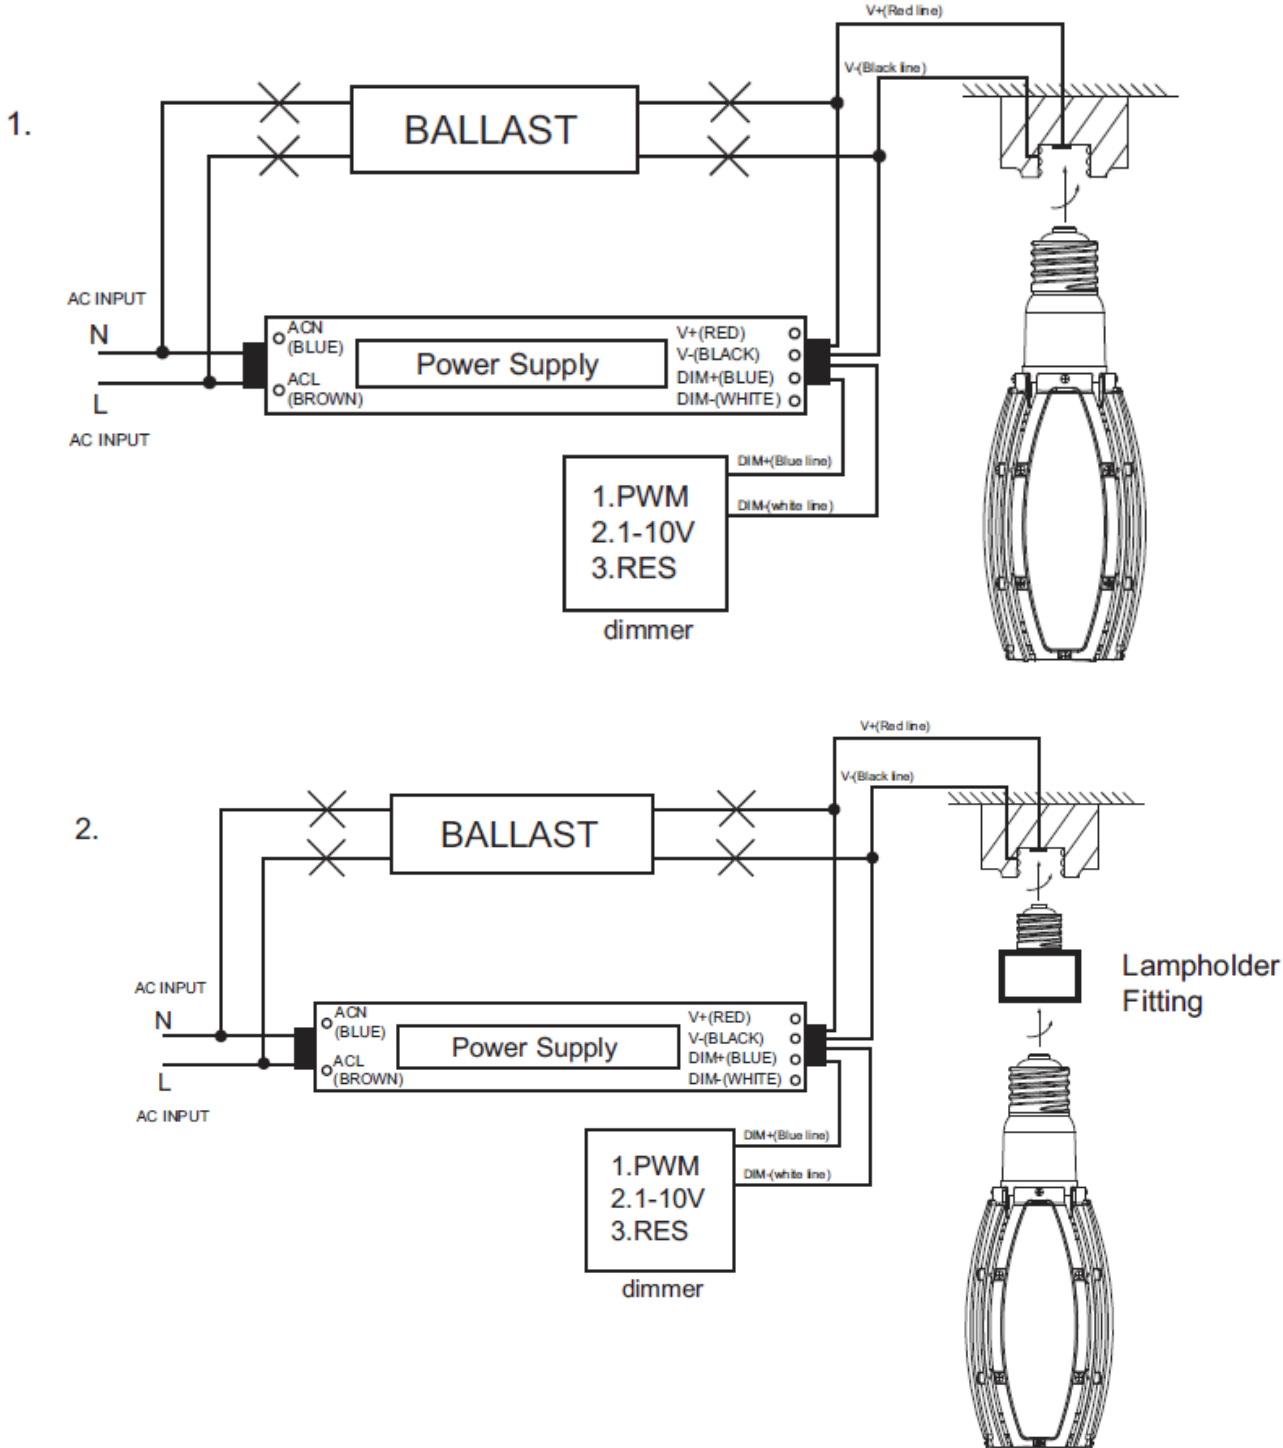 V+(Red line)
V-(Black line)
1.
BALLAST
AC INPUT
N
L
AC INPUT
ACN
(BLUE)
ACL
(BROWN)
Power Supply
V+(RED)
V-(BLACK)
DIM+(BLUE)
DIM-(WHITE)
DIM+(Blue line)
DIM-(white line)
1.PWM
2.1-10V
3.RES
dimmer
V+(Red line)
V-(Black line)
2.
BALLAST
Lampholder
Fitting
AC INPUT
N
L
AC INPUT
ACN
(BLUE)
ACL
(BROWN)
Power Supply
V+(RED)
V-(BLACK)
DIM+(BLUE)
DIM-(WHITE)
DIM+(Blue line)
DIM-(white line)
1.PWM
2.1-10V
3.RES
dimmer